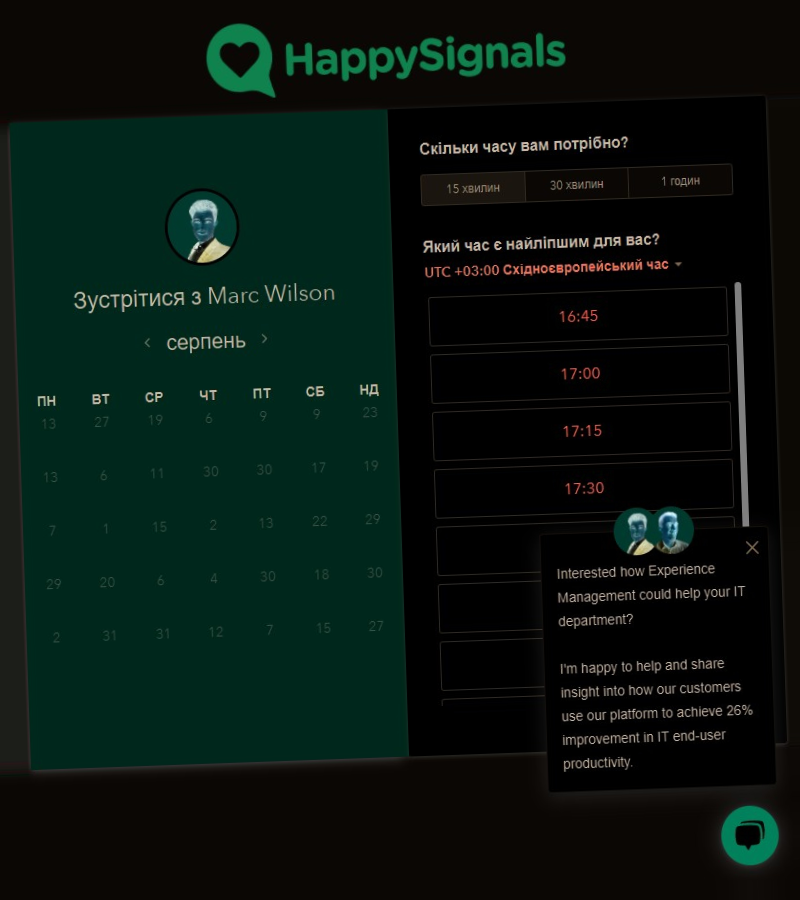 HappySignals
Зустрітися з Marc Wilson
серпень
ПН ВТ СР ЧТ ПТ СБ НД
13 27 19 6 9 9 23
13 6 11 30 30 17 19
7 1 15 2 13 22 29
29 20 6 4 30 18 30
2 31 31 12 7 15 27
Скільки часу вам потрібно?
15 хвилин 30 хвилин 1 годин
Який час є найліпшим для вас?
UTC +03:00 Східноєвропейський час
16:45
17:00
17:15
17:30
Interested how Experience
Management could help your IT
department?
I'm happy to help and share
insight into how our customers
use our platform to achieve 26%
improvement in IT end-user
productivity.